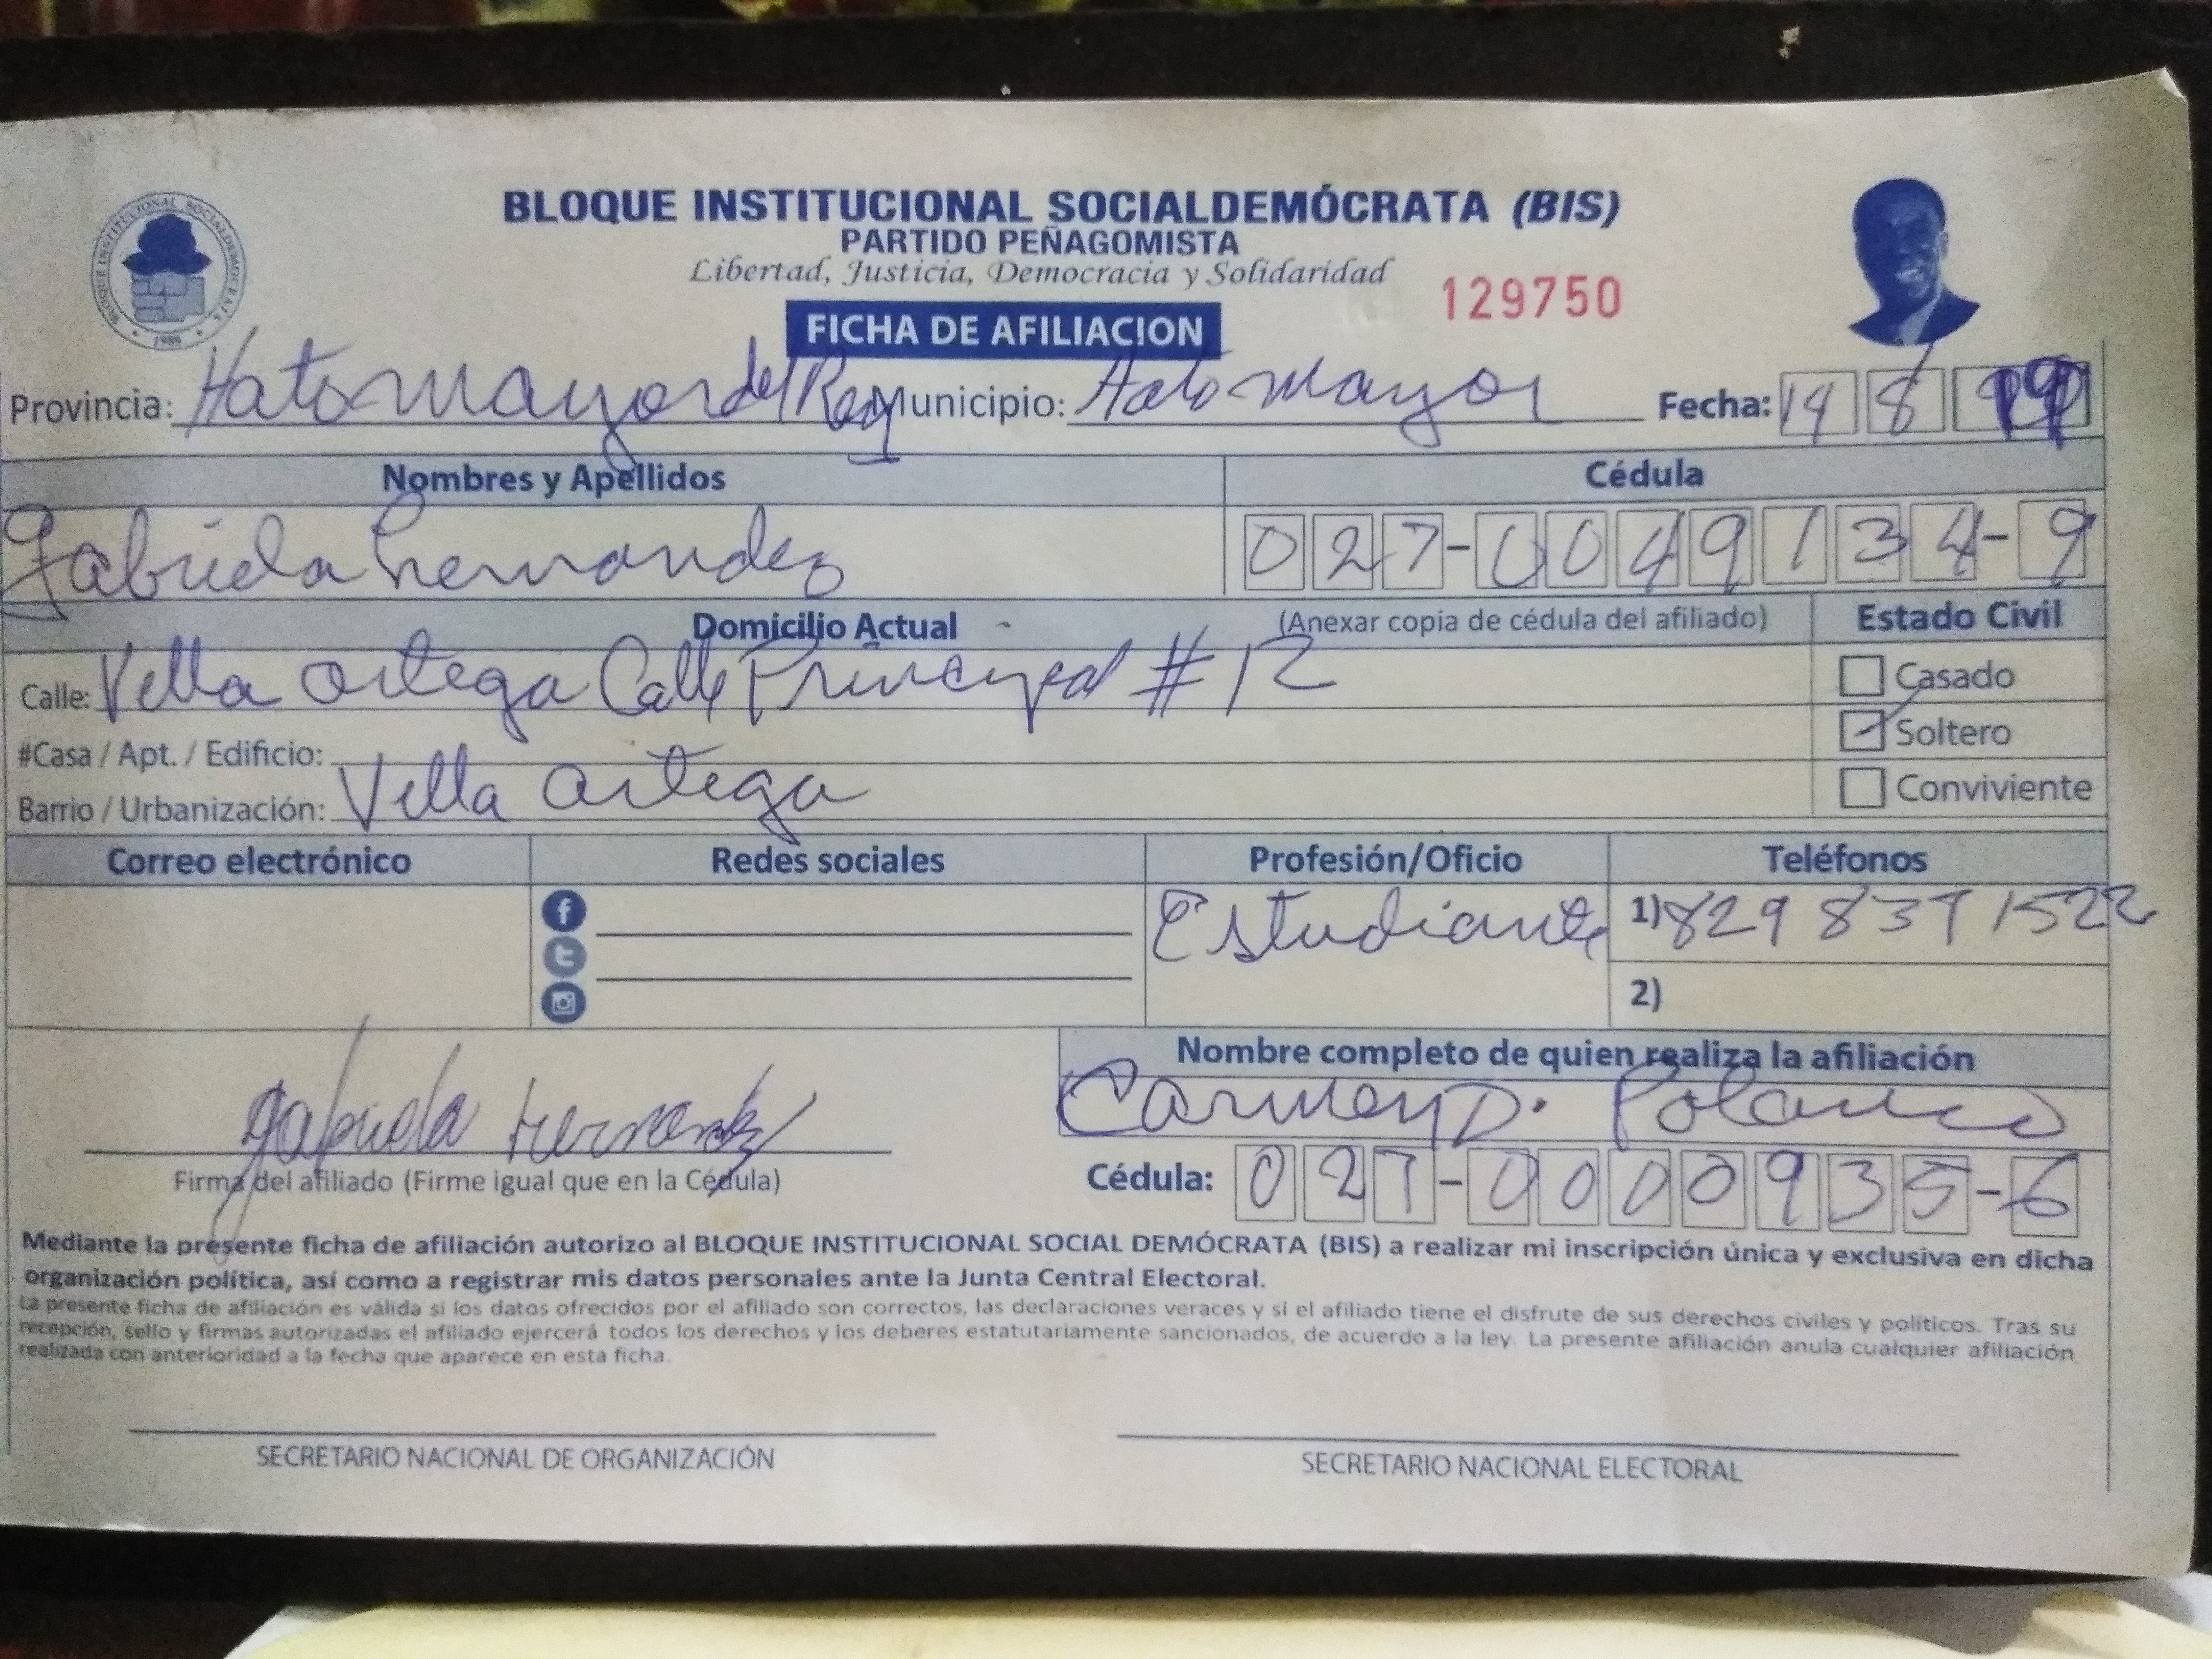 BLOQUE INSTITUCIONAL SOCIALDEMÓCRATA (BIS)
PARTIDO PEÑAGOMISTA
Libertad, Justicia, Democracia y Solidaridad
129750
FICHA DE AFILIACION
BLOQUE INSTITUCIONAL SOCIALDEMOCRATA
1989
Provincia: Hato mayor del Rey Municipio: Hato mayor Fecha: 14 8 19
Nombres y Apellidos Cédula
Gabriela Hernandez 027-0049134-9
Domicilio Actual (Anexar copia de cédula del afiliado) Estado Civil
Calle: Villa Ortega Calle Principal #12 Casado
#Casa / Apt. / Edificio: Soltero
Barrio / Urbanización: Villa Ortega Conviviente
Correo electrónico Redes sociales Profesión/Oficio Teléfonos
Estudiante 1) 829 839 1522
2)
Nombre completo de quien realiza la afiliación
Gabriela Hernandez Carmen D. Polanco
Firma del afiliado (Firme igual que en la Cédula) Cédula: 027-0000935-6
Mediante la presente ficha de afiliación autorizo al BLOQUE INSTITUCIONAL SOCIAL DEMÓCRATA (BIS) a realizar mi inscripción única y exclusiva en dicha
organización política, así como a registrar mis datos personales ante la Junta Central Electoral.
La presente ficha de afiliación es válida si los datos ofrecidos por el afiliado son correctos, las declaraciones veraces y si el afiliado tiene el disfrute de sus derechos civiles y políticos. Tras su
recepción, sello y firmas autorizadas el afiliado ejercerá todos los derechos y los deberes estatutariamente sancionados, de acuerdo a la ley. La presente afiliación anula cualquier afiliación
realizada con anterioridad a la fecha que aparece en esta ficha.
SECRETARIO NACIONAL DE ORGANIZACIÓN SECRETARIO NACIONAL ELECTORAL